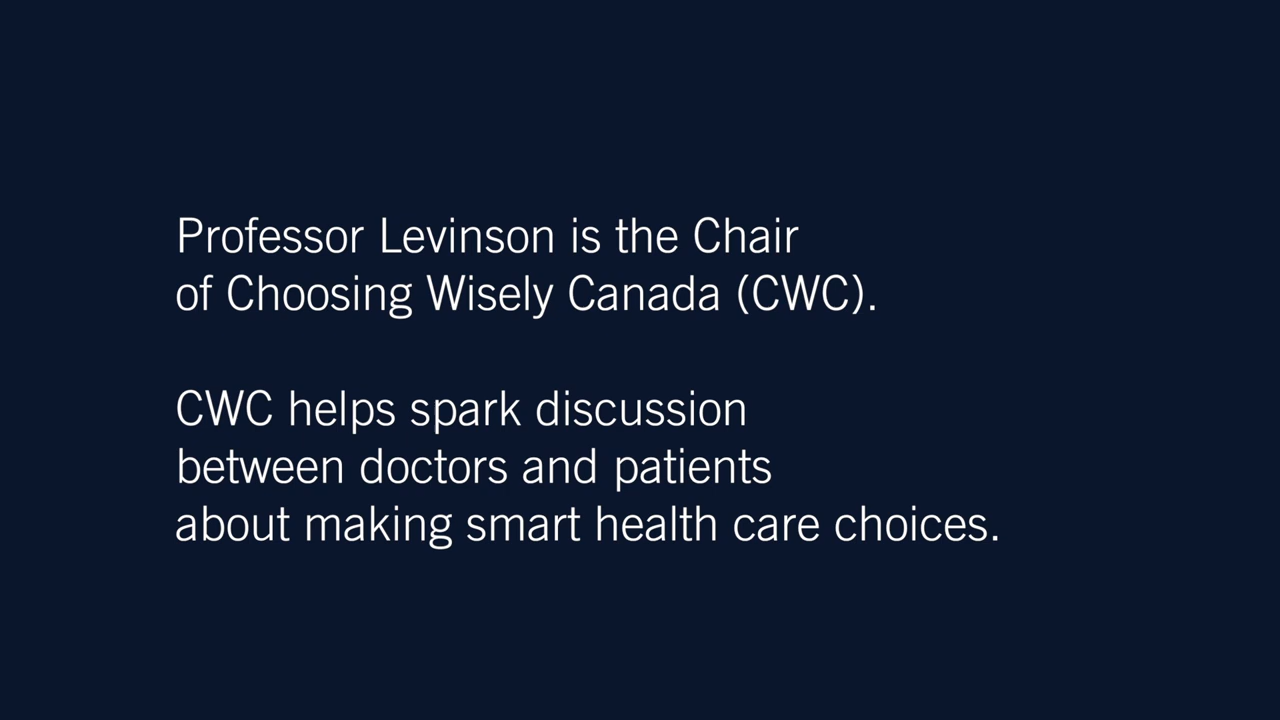 Professor Levinson is the Chair
of Choosing Wisely Canada (CWC).
CWC helps spark discussion
between doctors and patients
about making smart health care choices.